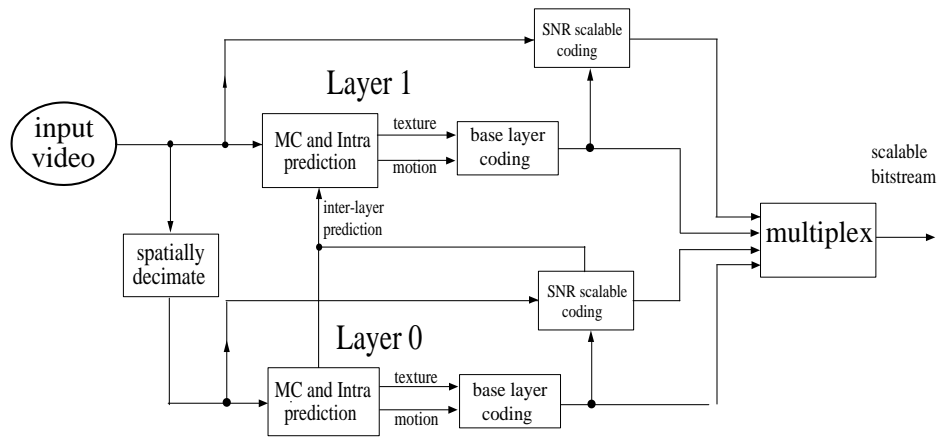 SNR scalable
coding
Layer 1
input
video
MC and Intra
prediction
texture
motion
base layer
coding
scalable
bitstream
inter-layer
prediction
multiplex
spatially
decimate
SNR scalable
coding
Layer 0
MC and Intra
prediction
texture
motion
base layer
coding